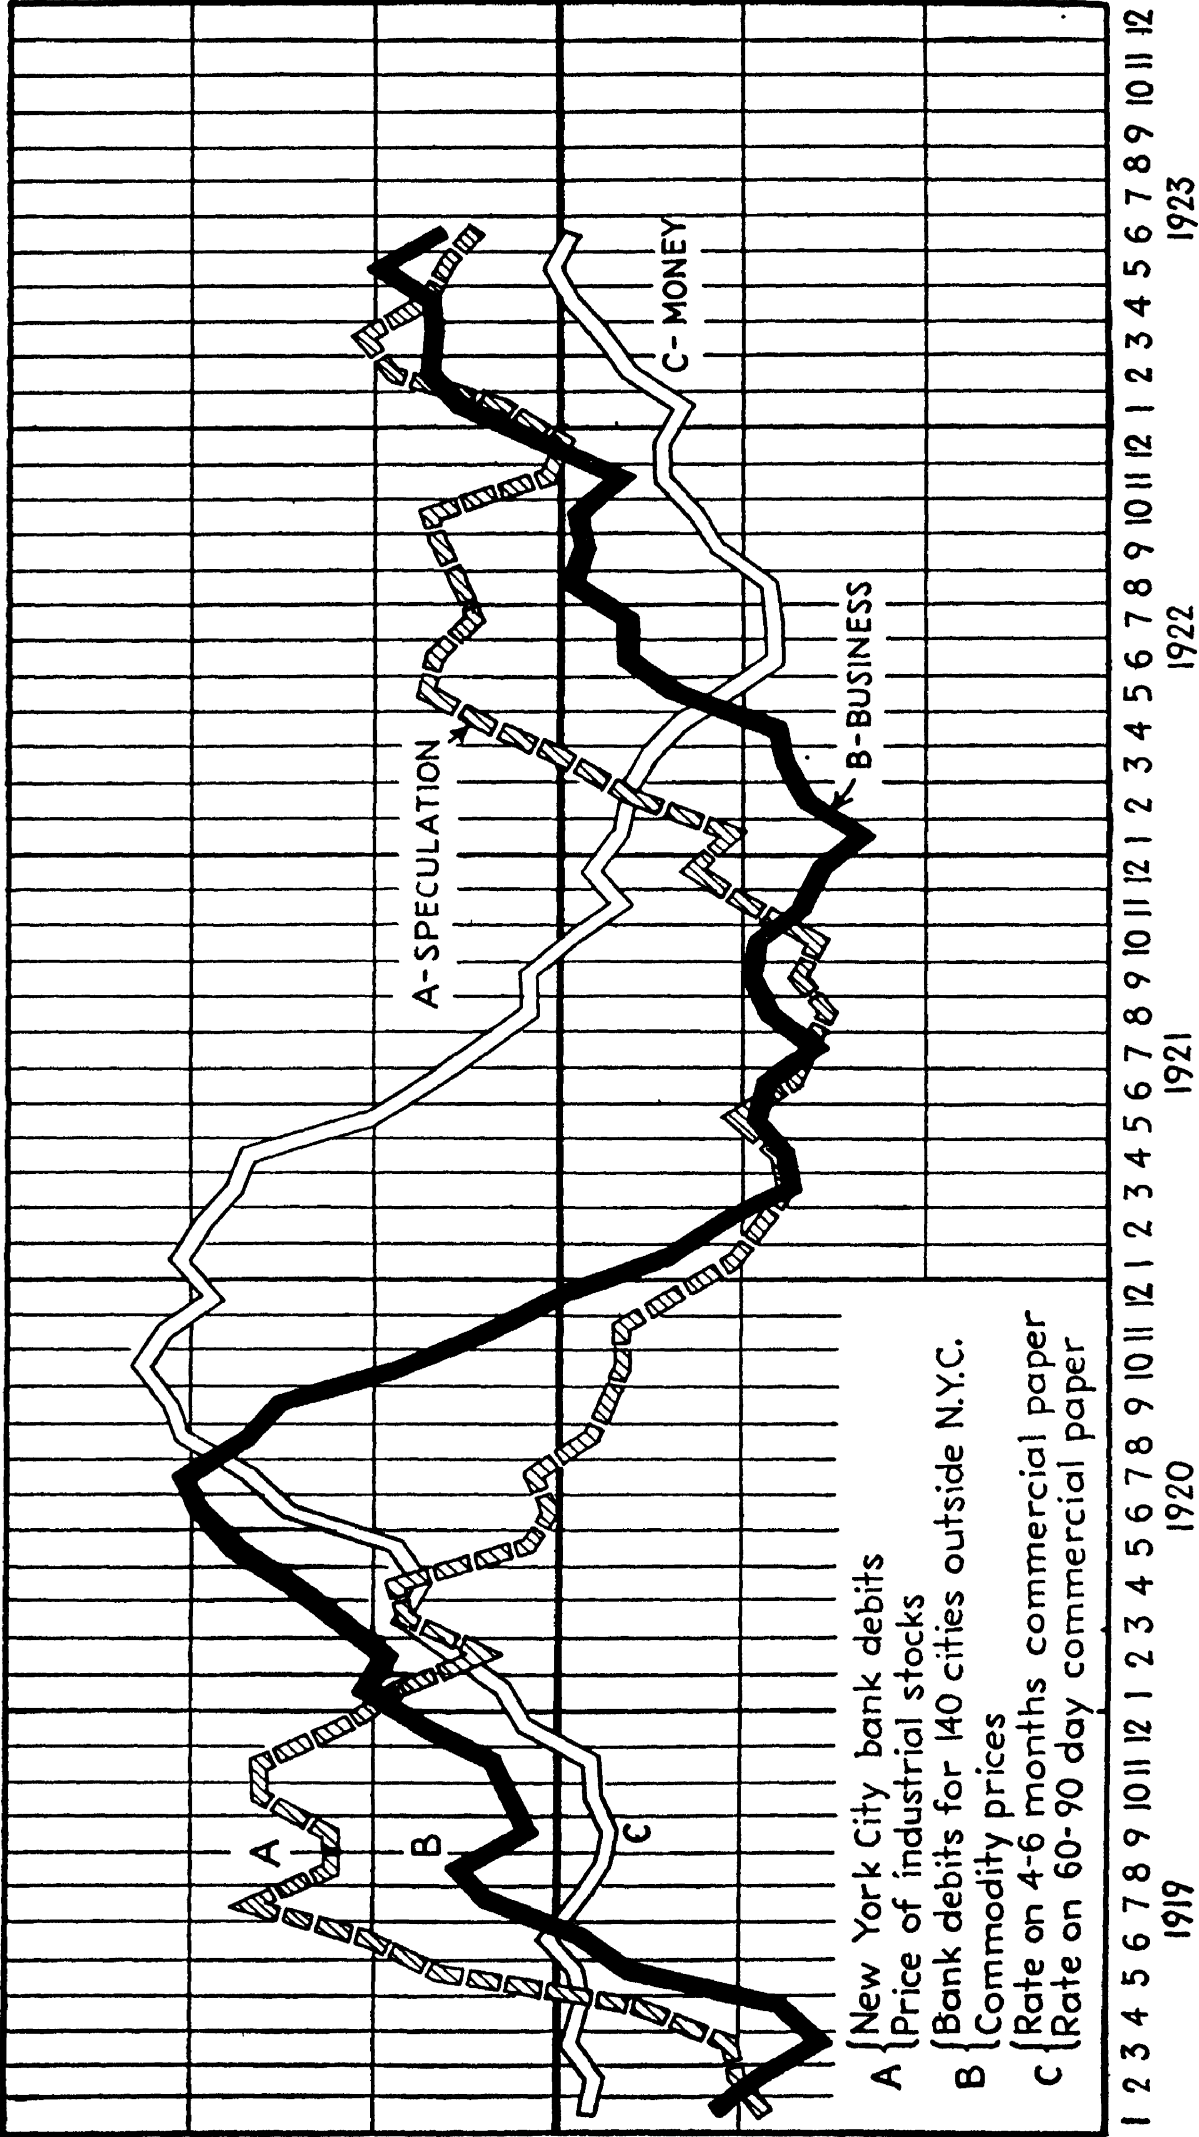 A
B
C
A-SPECULATION
B-BUSINESS
C-MONEY
A {New York City bank debits
Price of industrial stocks
B {Bank debits for 140 cities outside N.Y.C.
Commodity prices
C {Rate on 4-6 months commercial paper
Rate on 60-90 day commercial paper
1 2 3 4 5 6 7 8 9 10 11 12 1 2 3 4 5 6 7 8 9 10 11 12 1 2 3 4 5 6 7 8 9 10 11 12 1 2 3 4 5 6 7 8 9 10 11 12 1 2 3 4 5 6 7 8 9 10 11 12
1919 1920 1921 1922 1923